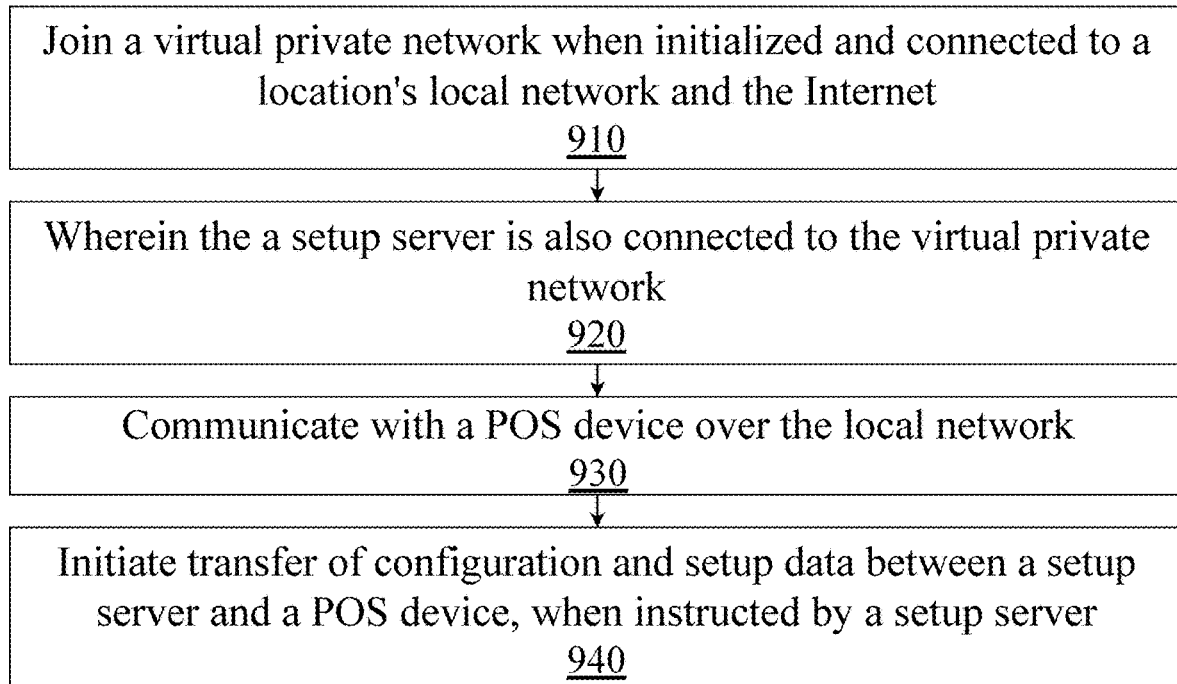 Join a virtual private network when initialized and connected to a
location's local network and the Internet
910
Wherein the a setup server is also connected to the virtual private
network
920
Communicate with a POS device over the local network
930
Initiate transfer of configuration and setup data between a setup
server and a POS device, when instructed by a setup server
940